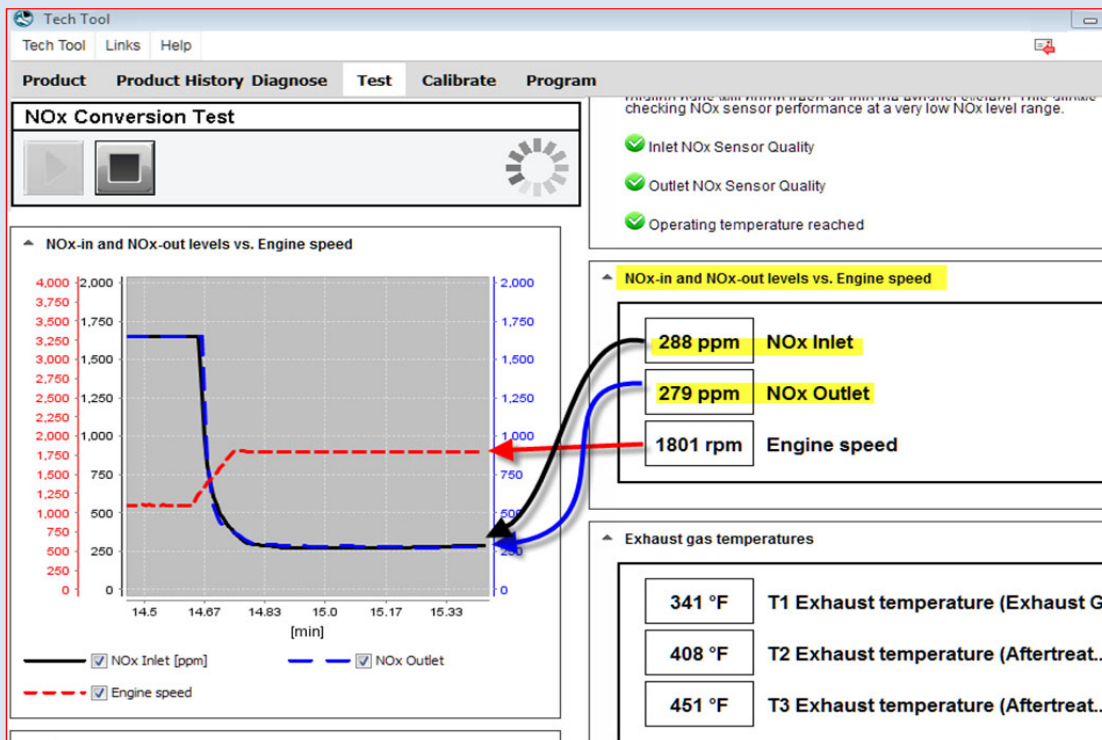 Tech Tool
Tech Tool Links Help
Product Product History Diagnose Test Calibrate Program
NOx Conversion Test
checking NOx sensor performance at a very low NOx level range.
Inlet NOx Sensor Quality
Outlet NOx Sensor Quality
Operating temperature reached
NOx-in and NOx-out levels vs. Engine speed
4,000 2,000 2,000
3,750
3,500 1,750 1,750
3,250
3,000 1,500 1,500
2,750
2,500 1,250 1,250
2,250
2,000 1,000 1,000
1,750
1,500 750 750
1,250
1,000 500 500
750
500 250 250
250
0 0 0
14.5 14.67 14.83 15.0 15.17 15.33
[min]
NOx Inlet [ppm] NOx Outlet
Engine speed
NOx-in and NOx-out levels vs. Engine speed
288 ppm NOx Inlet
279 ppm NOx Outlet
1801 rpm Engine speed
Exhaust gas temperatures
341 °F T1 Exhaust temperature (Exhaust G
408 °F T2 Exhaust temperature (Aftertreat..
451 °F T3 Exhaust temperature (Aftertreat..